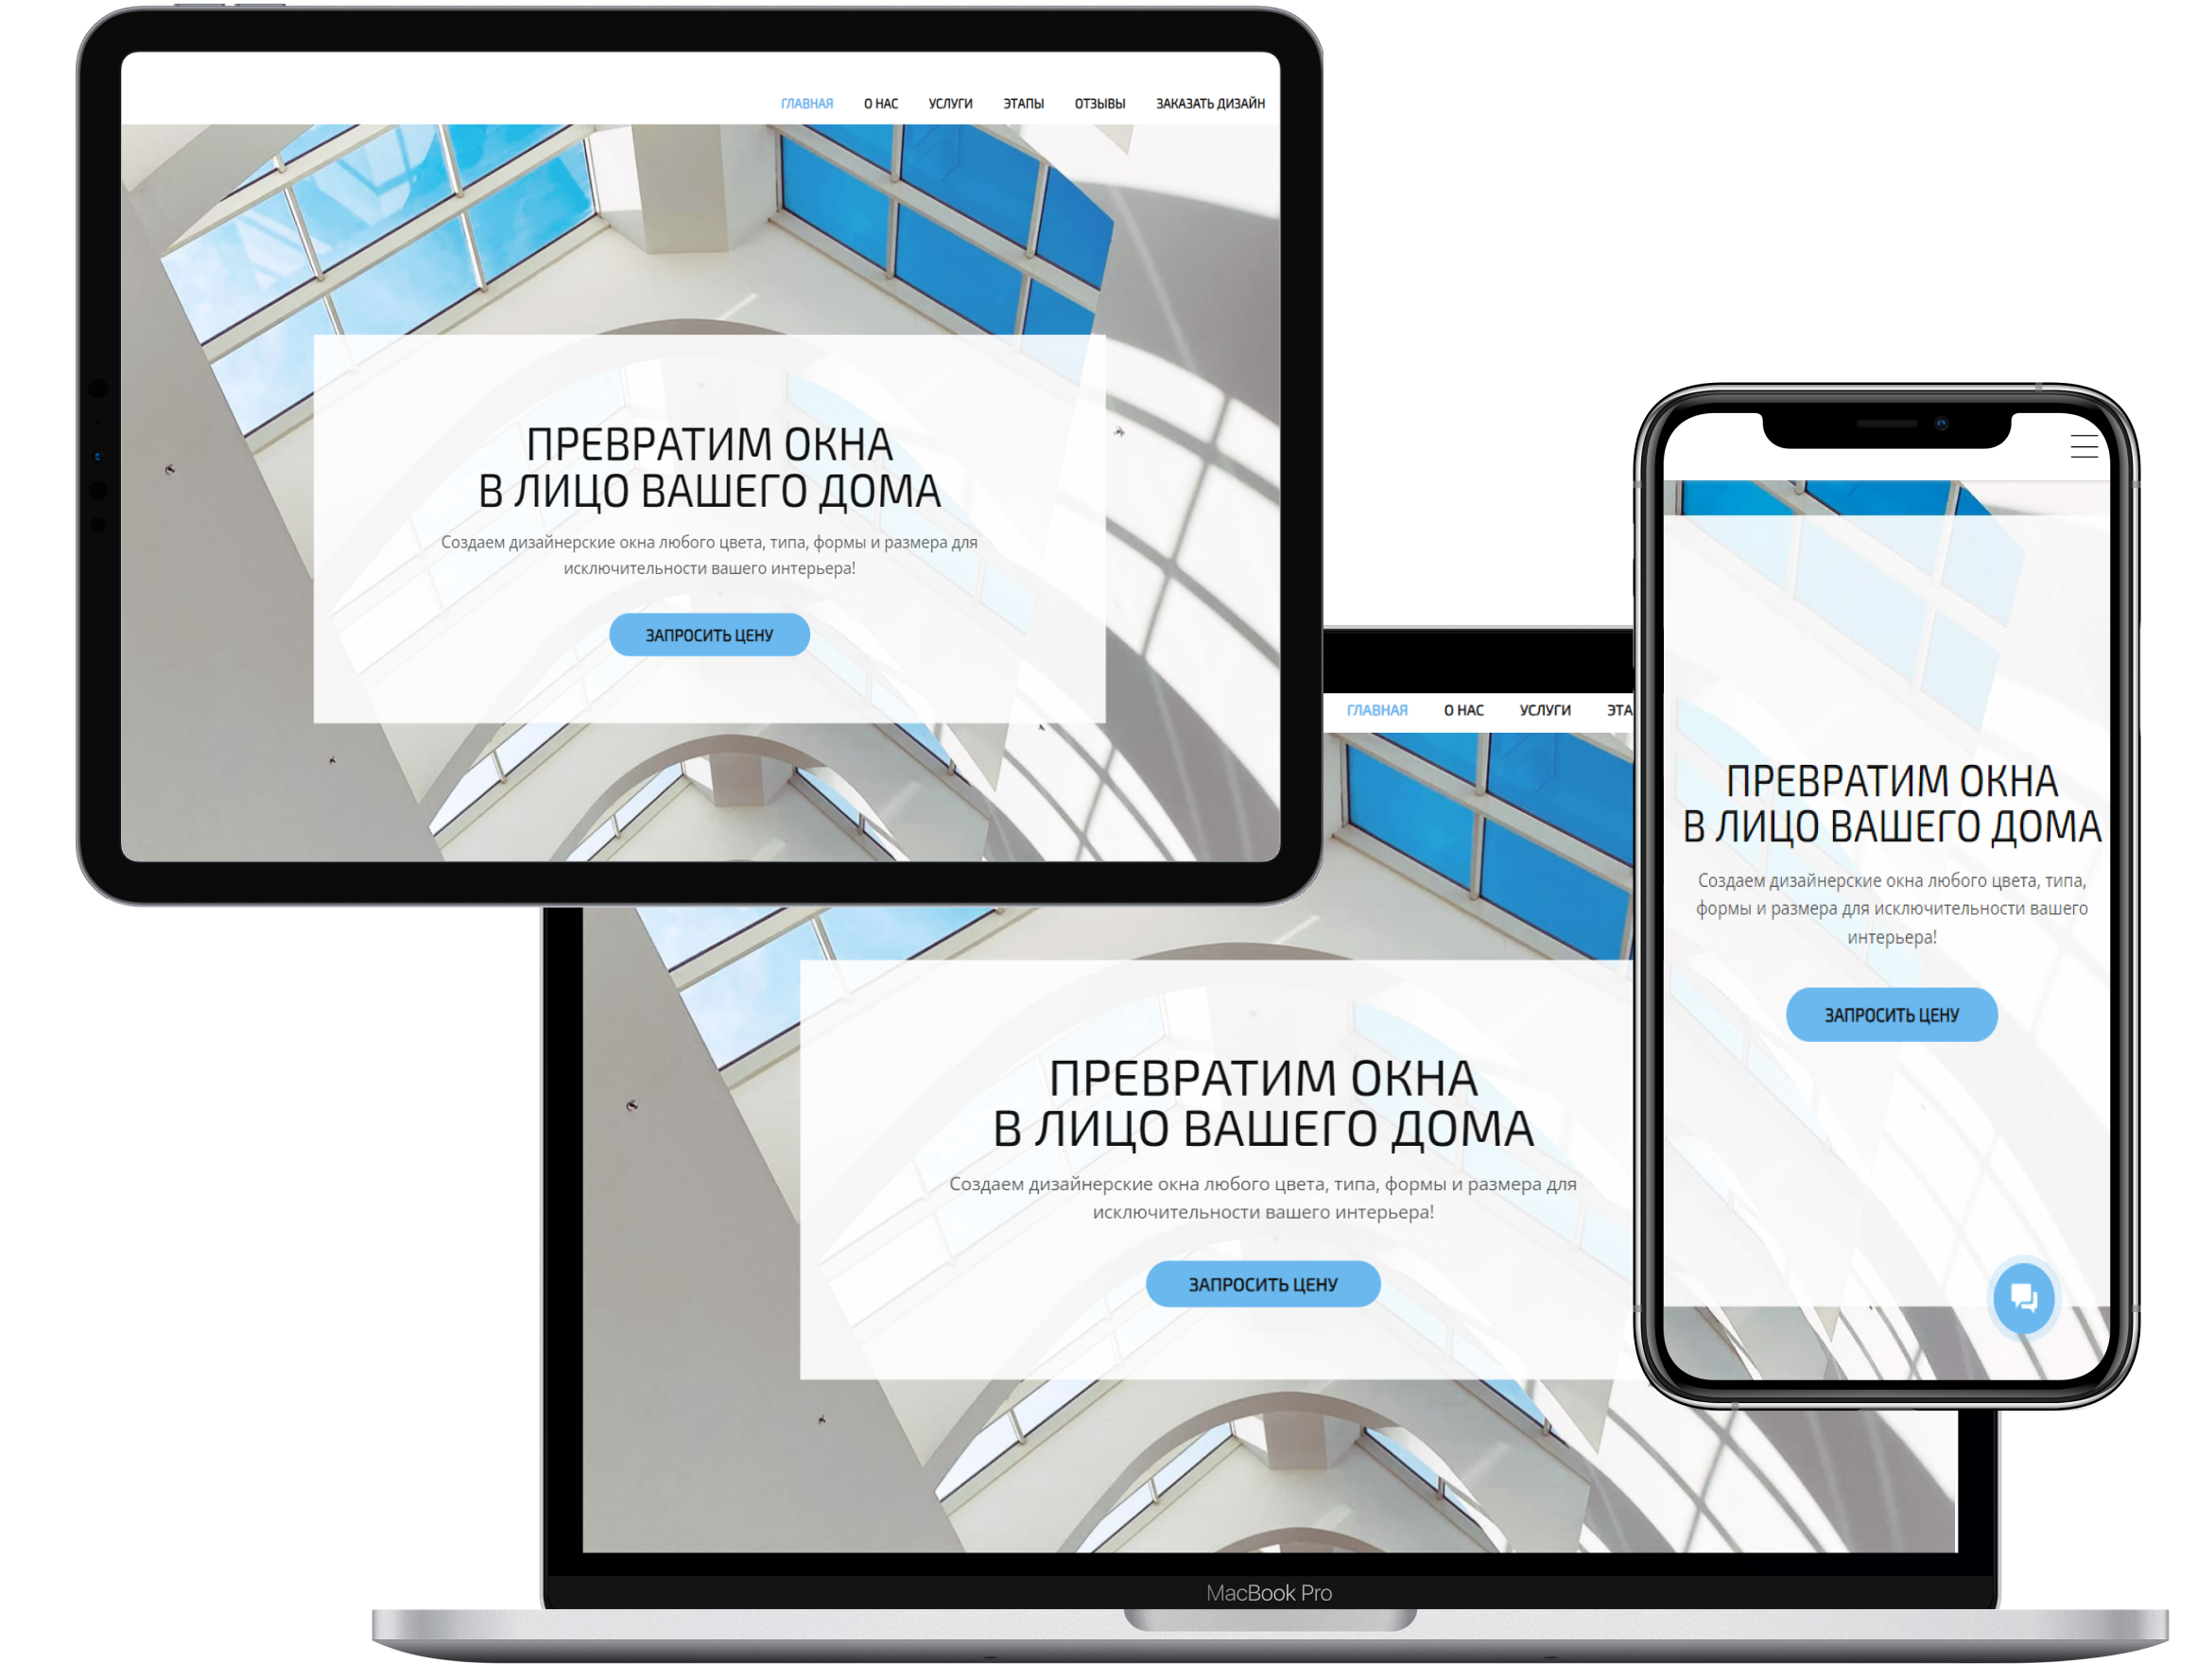 ГЛАВНАЯ О НАС УСЛУГИ ЭТАПЫ ОТЗЫВЫ ЗАКАЗАТЬ ДИЗАЙН
ПРЕВРАТИМ ОКНА
В ЛИЦО ВАШЕГО ДОМА
Создаем дизайнерские окна любого цвета, типа, формы и размера для
исключительности вашего интерьера!
ЗАПРОСИТЬ ЦЕНУ
ГЛАВНАЯ О НАС УСЛУГИ ЭТА
ПРЕВРАТИМ ОКНА
В ЛИЦО ВАШЕГО ДОМА
Создаем дизайнерские окна любого цвета, типа, формы и размера для
исключительности вашего интерьера!
ЗАПРОСИТЬ ЦЕНУ
MacBook Pro
ПРЕВРАТИМ ОКНА
В ЛИЦО ВАШЕГО ДОМА
Создаем дизайнерские окна любого цвета, типа,
формы и размера для исключительности вашего
интерьера!
ЗАПРОСИТЬ ЦЕНУ